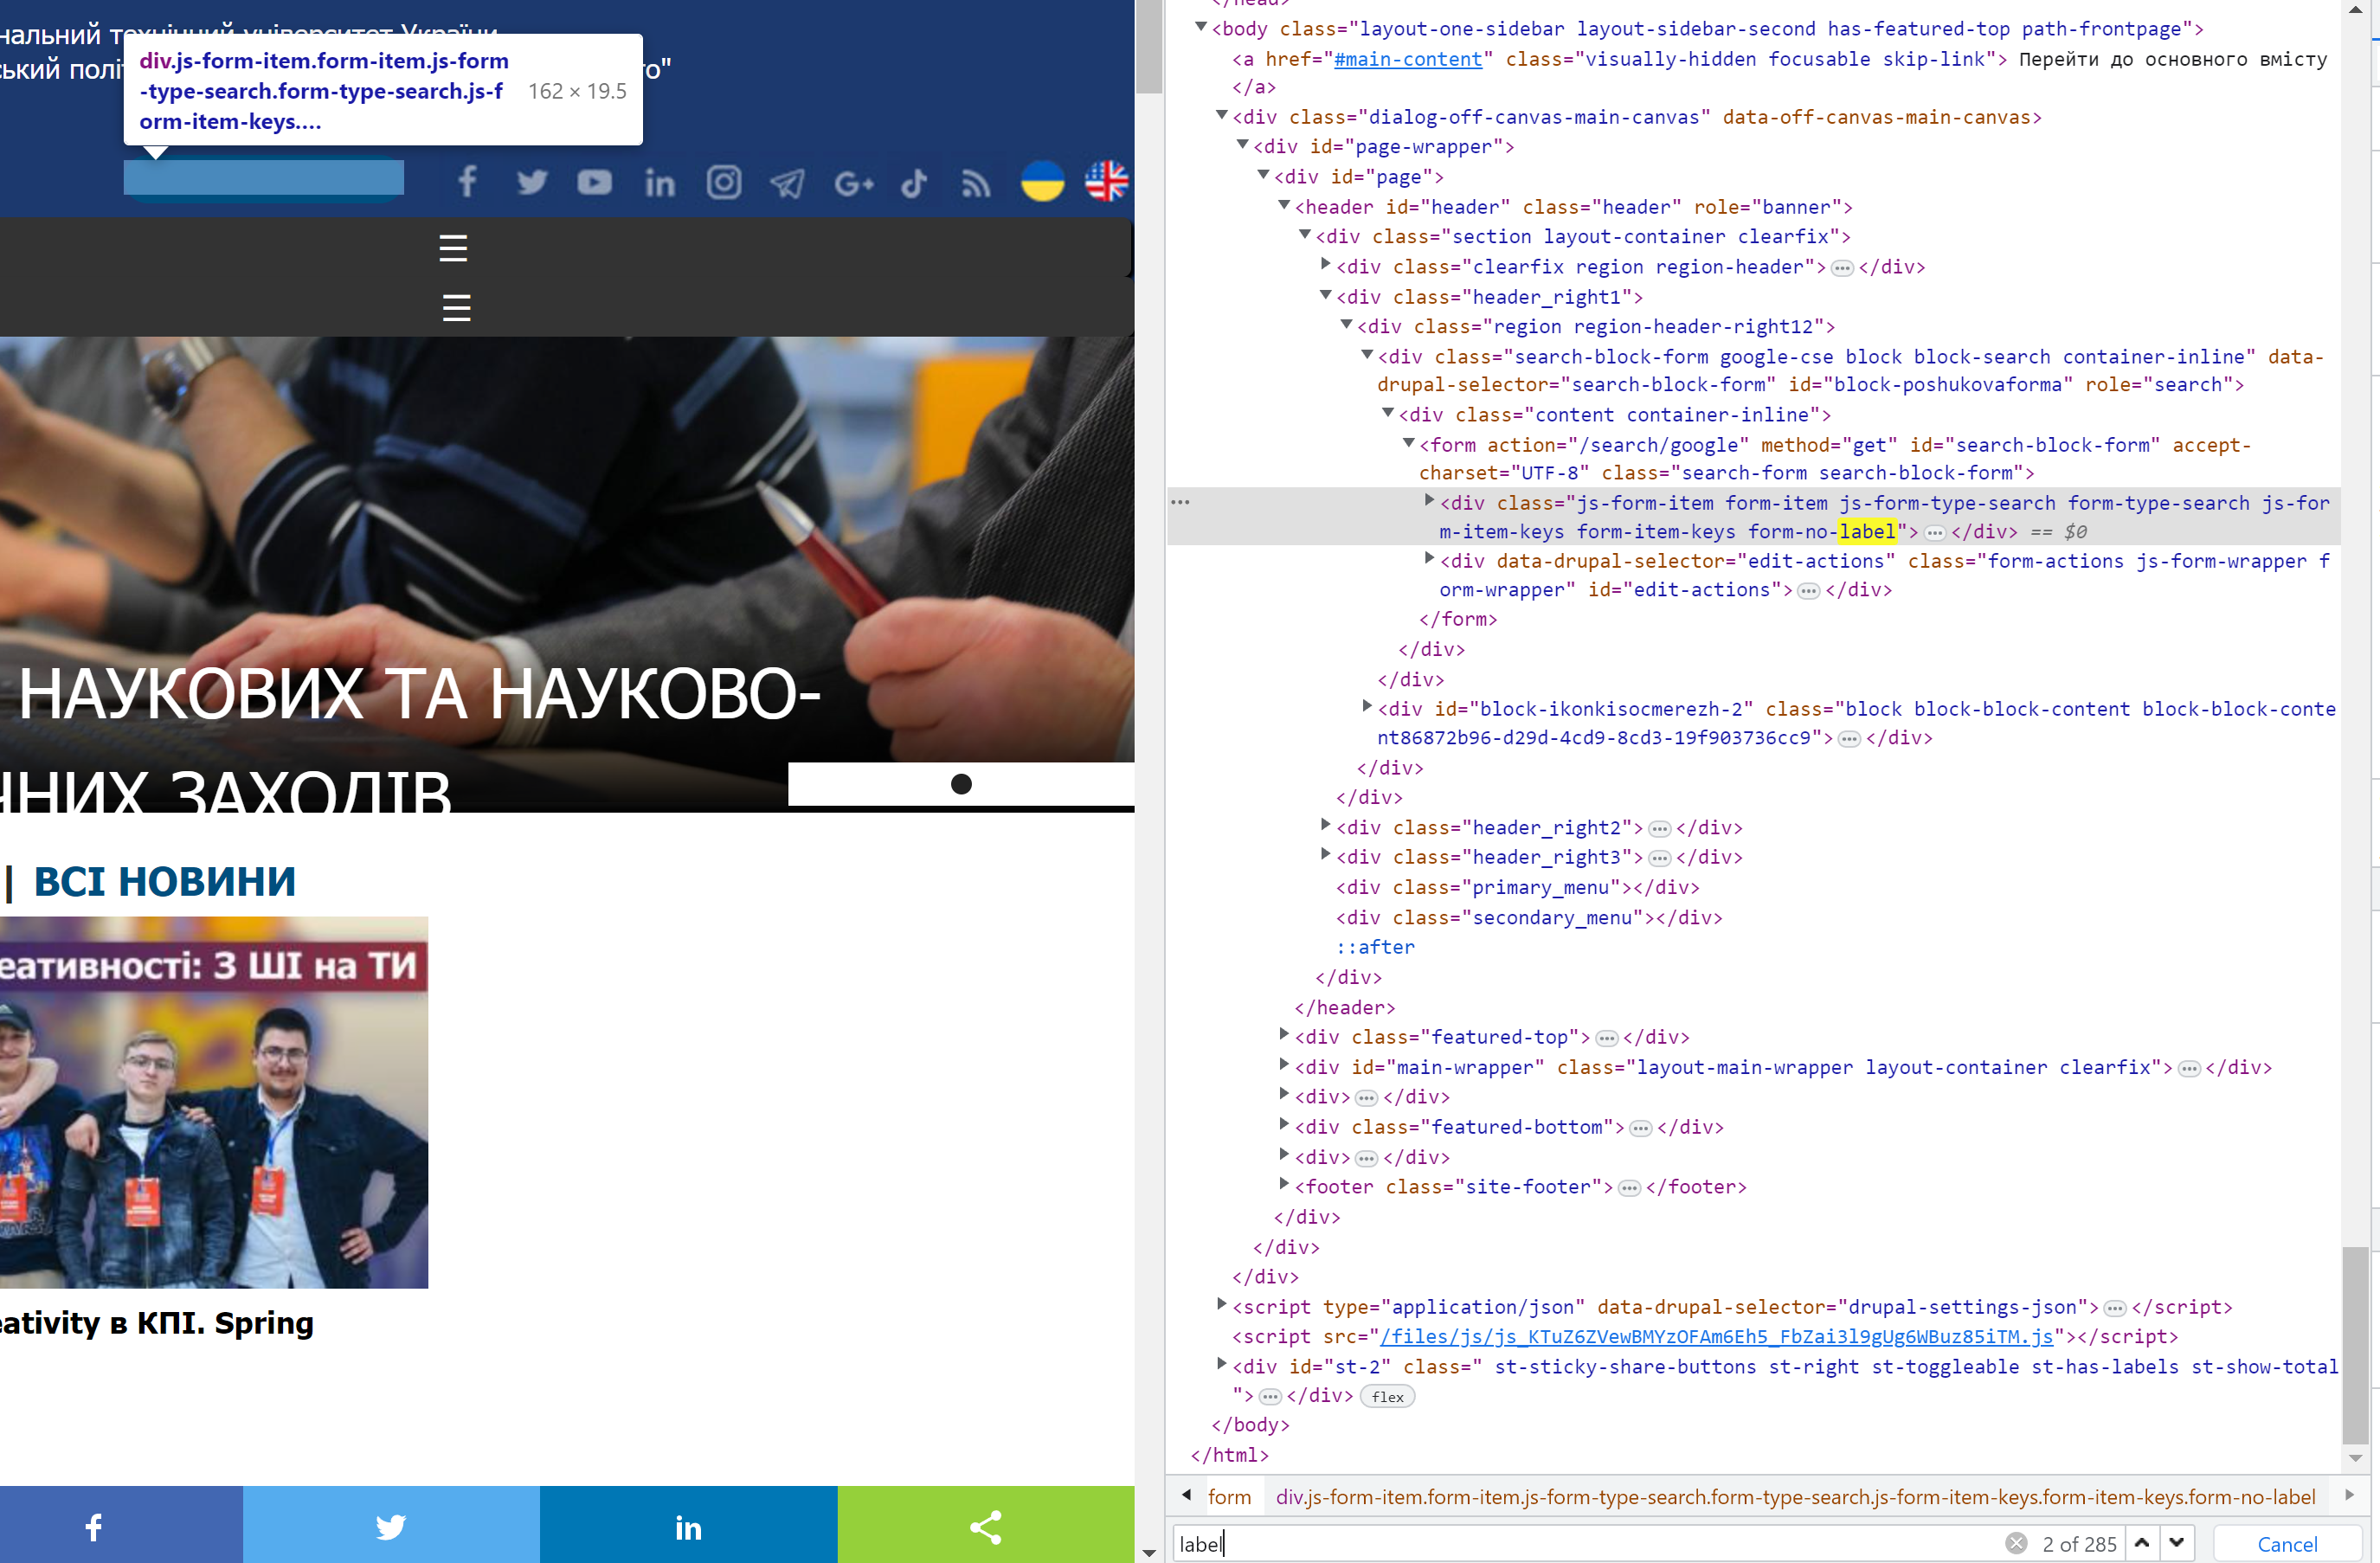 нальний технічний університет України
ський полі
о"
div.js-form-item.form-item.js-form
-type-search.form-type-search.js-f
orm-item-keys....
162 × 19.5
НАУКОВИХ ТА НАУКОВО-
ЧНИХ ЗАХОДІВ
| ВСІ НОВИНИ
еативності: З ШІ на ТИ
eativity в КПІ. Spring
</head>
<body class="layout-one-sidebar layout-sidebar-second has-featured-top path-frontpage">
<a href="#main-content" class="visually-hidden focusable skip-link"> Перейти до основного вмісту
</a>
<div class="dialog-off-canvas-main-canvas" data-off-canvas-main-canvas>
<div id="page-wrapper">
<div id="page">
<header id="header" class="header" role="banner">
<div class="section layout-container clearfix">
<div class="clearfix region region-header">…</div>
<div class="header_right1">
<div class="region region-header-right12">
<div class="search-block-form google-cse block block-search container-inline" data-
drupal-selector="search-block-form" id="block-poshukovaforma" role="search">
<div class="content container-inline">
<form action="/search/google" method="get" id="search-block-form" accept-
charset="UTF-8" class="search-form search-block-form">
<div class="js-form-item form-item js-form-type-search form-type-search js-for
m-item-keys form-item-keys form-no-label">…</div> == $0
<div data-drupal-selector="edit-actions" class="form-actions js-form-wrapper f
orm-wrapper" id="edit-actions">…</div>
</form>
</div>
</div>
<div id="block-ikonkisocmerezh-2" class="block block-block-content block-block-conte
nt86872b96-d29d-4cd9-8cd3-19f903736cc9">…</div>
</div>
</div>
<div class="header_right2">…</div>
<div class="header_right3">…</div>
<div class="primary_menu"></div>
<div class="secondary_menu"></div>
::after
</div>
</header>
<div class="featured-top">…</div>
<div id="main-wrapper" class="layout-main-wrapper layout-container clearfix">…</div>
<div>…</div>
<div class="featured-bottom">…</div>
<div>…</div>
<footer class="site-footer">…</footer>
</div>
</div>
</div>
<script type="application/json" data-drupal-selector="drupal-settings-json">…</script>
<script src="/files/js/js_KTuZ6ZVewBMYzOFAm6Eh5_FbZai3l9gUg6WBuz85iTM.js"></script>
<div id="st-2" class=" st-sticky-share-buttons st-right st-toggleable st-has-labels st-show-total
">…</div> flex
</body>
</html>
form div.js-form-item.form-item.js-form-type-search.form-type-search.js-form-item-keys.form-item-keys.form-no-label
label 2 of 285 Cancel